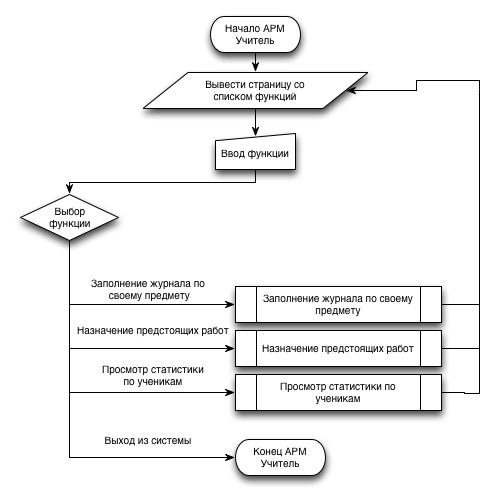 Начало АРМ
Учитель
Вывести страницу со
списком функций
Ввод функции
Выбор
функции
Заполнение журнала по
своему предмету
Заполнение журнала по своему
предмету
Назначение предстоящих работ
Назначение предстоящих работ
Просмотр статистики
по ученикам
Просмотр статистики по
ученикам
Выход из системы
Конец АРМ
Учитель